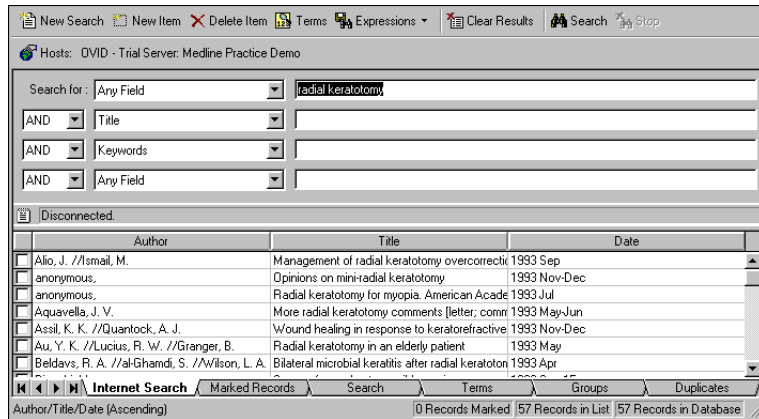 New Search New Item Delete Item Terms Expressions Clear Results Search Stop
Hosts: OVID - Trial Server: Medline Practice Demo
Search for : Any Field radial keratotomy
AND Title
AND Keywords
AND Any Field
Disconnected.
Author Title Date
Alio, J. //Ismail, M. Management of radial keratotomy overcorrectic 1993 Sep
anonymous, Opinions on mini-radial keratotomy 1993 Nov-Dec
anonymous, Radial keratotomy for myopia. American Acade 1993 Jul
Aquavella, J. V. More radial keratotomy comments [letter; comm 1993 May-Jun
Assil, K. K. //Quantock, A. J. Wound healing in response to keratorefractive 1993 Nov-Dec
Au, Y. K. //Lucius, R. W. //Granger, B. Radial keratotomy in an elderly patient 1993 May
Beldavs, R. A. //al-Ghamdi, S. //Wilson, L. A. Bilateral microbial keratitis after radial keratoton 1993 Apr
Internet Search Marked Records Search Terms Groups Duplicates
Author/Title/Date (Ascending) 0 Records Marked 57 Records in List 57 Records in Database